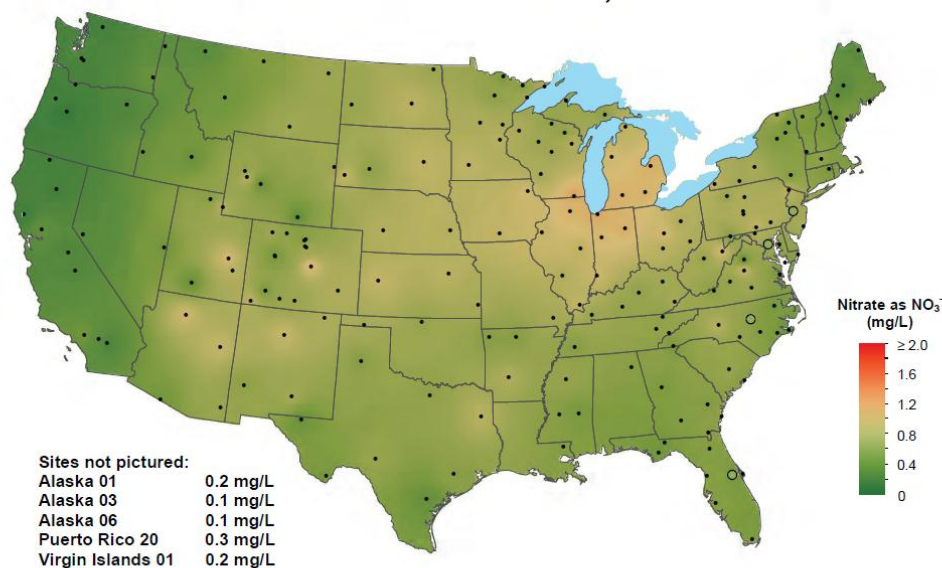 Nitrate as NO₃⁻
(mg/L)
≥ 2.0
1.6
1.2
0.8
0.4
0
Sites not pictured:
Alaska 01 0.2 mg/L
Alaska 03 0.1 mg/L
Alaska 06 0.1 mg/L
Puerto Rico 20 0.3 mg/L
Virgin Islands 01 0.2 mg/L